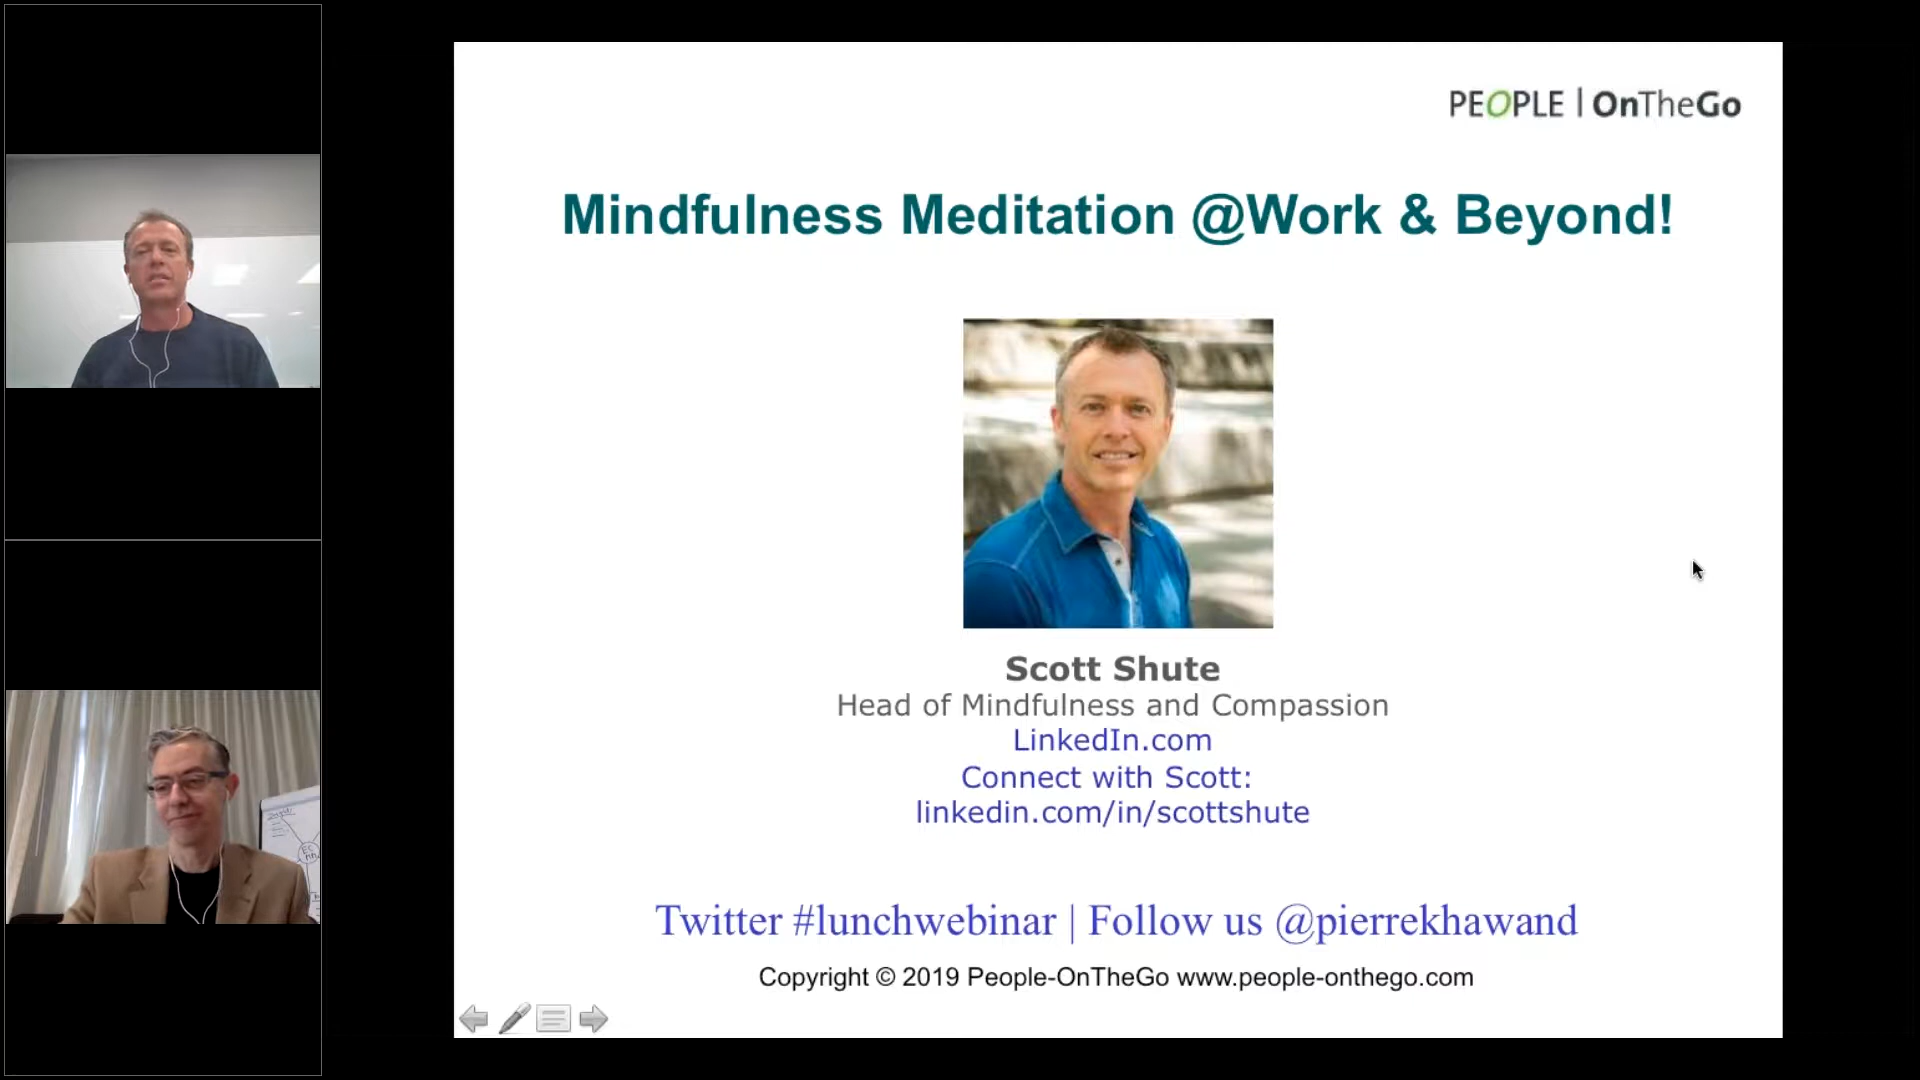 PEOPLE | OnTheGo
Mindfulness Meditation @Work & Beyond!
Scott Shute
Head of Mindfulness and Compassion
LinkedIn.com
Connect with Scott:
linkedin.com/in/scottshute
Twitter #lunchwebinar | Follow us @pierrekhawand
Copyright © 2019 People-OnTheGo www.people-onthego.com